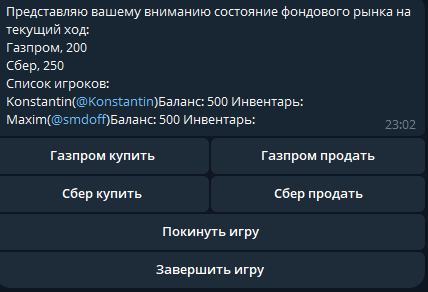 Представляю вашему вниманию состояние фондового рынка на
текущий ход:
Газпром, 200
Сбер, 250
Список игроков:
Konstantin(@Konstantin)Баланс: 500 Инвентарь:
Maxim(@smdoff)Баланс: 500 Инвентарь:
23:02
Газпром купить
Газпром продать
Сбер купить
Сбер продать
Покинуть игру
Завершить игру